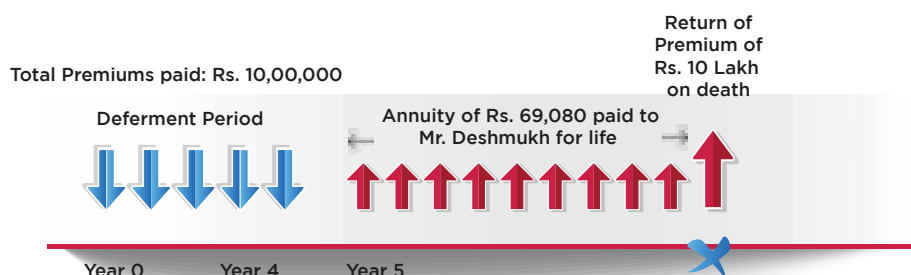 Return of
Premium of
Rs. 10 Lakh
on death
Total Premiums paid: Rs. 10,00,000
Deferment Period
Annuity of Rs. 69,080 paid to
Mr. Deshmukh for life
Year 0
Year 4
Year 5